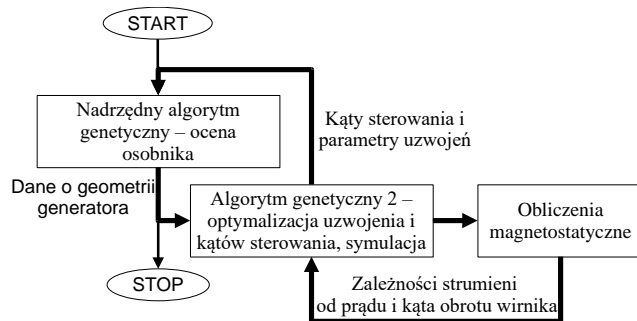 START
Nadrzędny algorytm
genetyczny – ocena
osobnika
Kąty sterowania i
parametry uzwojeń
Dane o geometrii
generatora
Algorytm genetyczny 2 –
optymalizacja uzwojenia i
kątów sterowania, symulacja
Obliczenia
magnetostatyczne
STOP
Zależności strumieni
od prądu i kąta obrotu wirnika